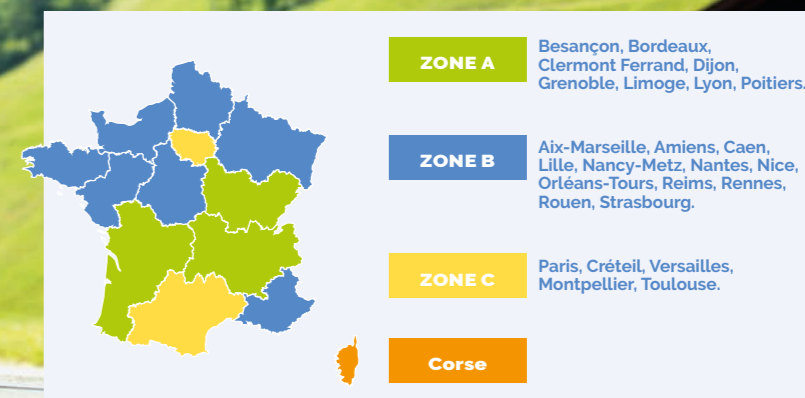 ZONE A
Besançon, Bordeaux,
Clermont Ferrand, Dijon,
Grenoble, Limoge, Lyon, Poitiers.
ZONE B
Aix-Marseille, Amiens, Caen,
Lille, Nancy-Metz, Nantes, Nice,
Orléans-Tours, Reims, Rennes,
Rouen, Strasbourg.
ZONE C
Paris, Créteil, Versailles,
Montpellier, Toulouse.
Corse